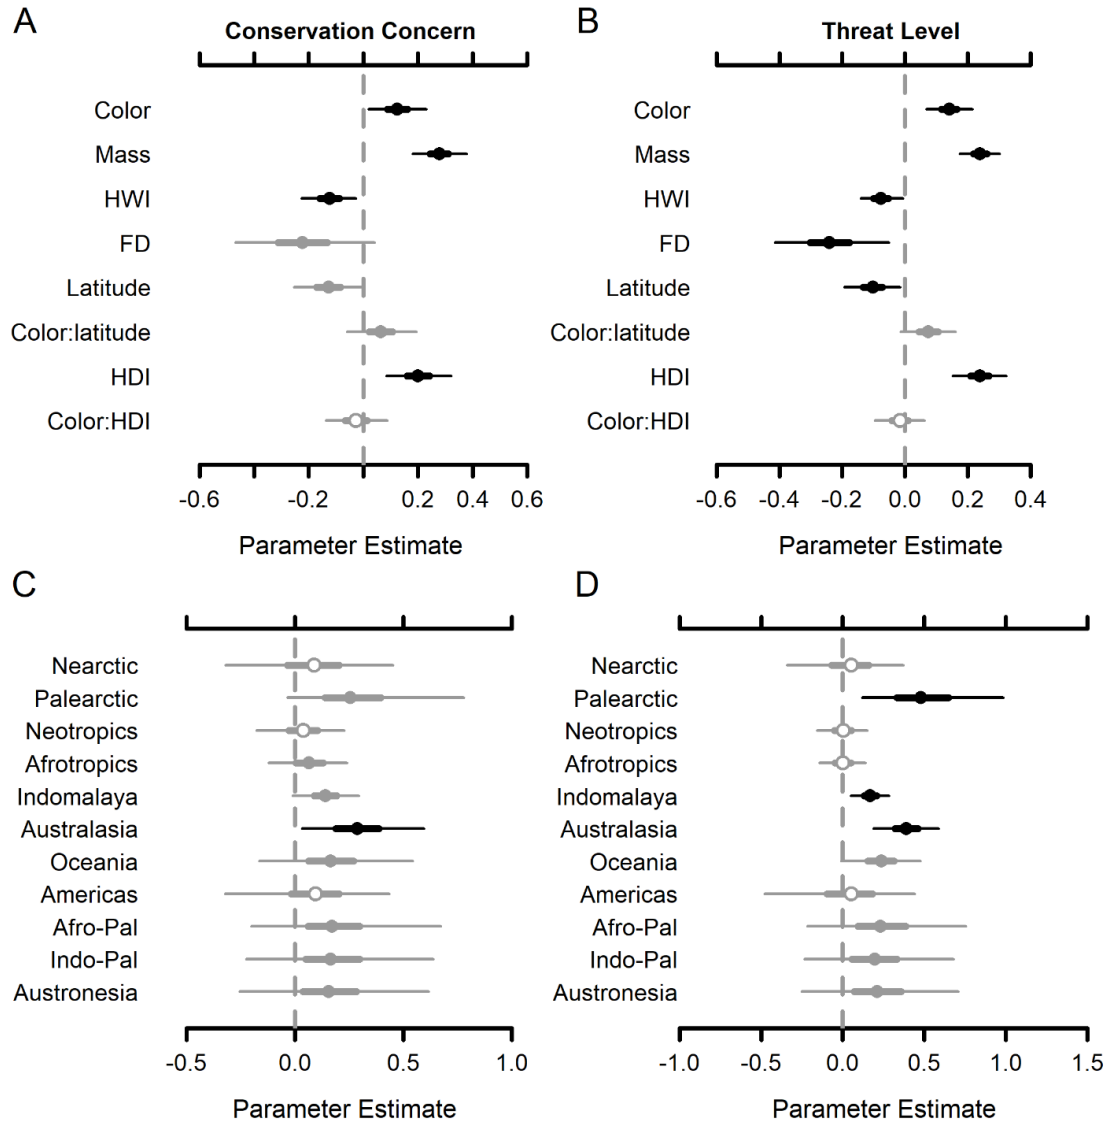 A
Conservation Concern
Color
Mass
HWI
FD
Latitude
Color:latitude
HDI
Color:HDI
-0.6 -0.2 0.2 0.6
Parameter Estimate
B
Threat Level
Color
Mass
HWI
FD
Latitude
Color:latitude
HDI
Color:HDI
-0.6 -0.4 -0.2 0.0 0.2 0.4
Parameter Estimate
C
Nearctic
Palearctic
Neotropics
Afrotropics
Indomalaya
Australasia
Oceania
Americas
Afro-Pal
Indo-Pal
Austronesia
-0.5 0.0 0.5 1.0
Parameter Estimate
D
Nearctic
Palearctic
Neotropics
Afrotropics
Indomalaya
Australasia
Oceania
Americas
Afro-Pal
Indo-Pal
Austronesia
-1.0 -0.5 0.0 0.5 1.0 1.5
Parameter Estimate